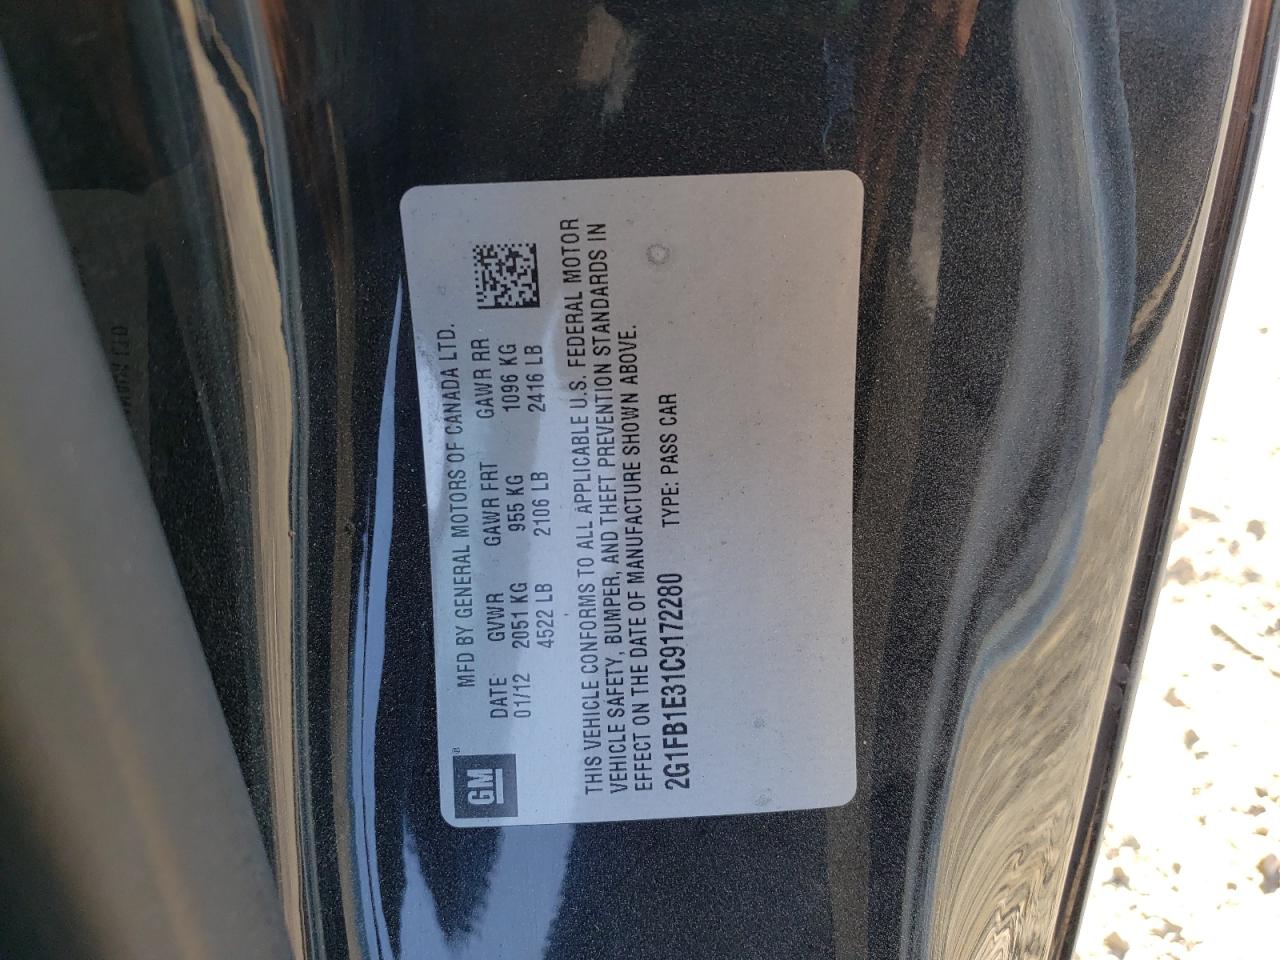 GM®
MFD BY GENERAL MOTORS OF CANADA LTD.
DATE GVWR GAWR FRT GAWR RR
01/12 2051 KG 955 KG 1096 KG
4522 LB 2106 LB 2416 LB
THIS VEHICLE CONFORMS TO ALL APPLICABLE U.S. FEDERAL MOTOR
VEHICLE SAFETY, BUMPER, AND THEFT PREVENTION STANDARDS IN
EFFECT ON THE DATE OF MANUFACTURE SHOWN ABOVE.
2G1FB1E31C9172280 TYPE: PASS CAR